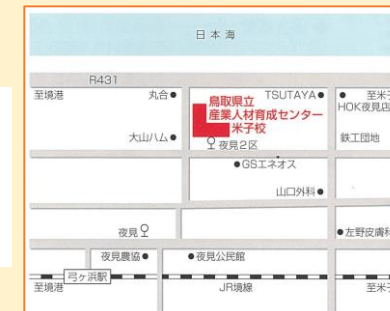 日本海
R431
至境港
丸合
TSUTAYA
至米子
HOK夜見店
鳥取県立
産業人材育成センター
米子校
大山ハム
夜見2区
鉄工団地
GSエネオス
山口外科
夜見
左野皮膚科
夜見農協
夜見公民館
弓ヶ浜駅
至境港
JR境線
至米子